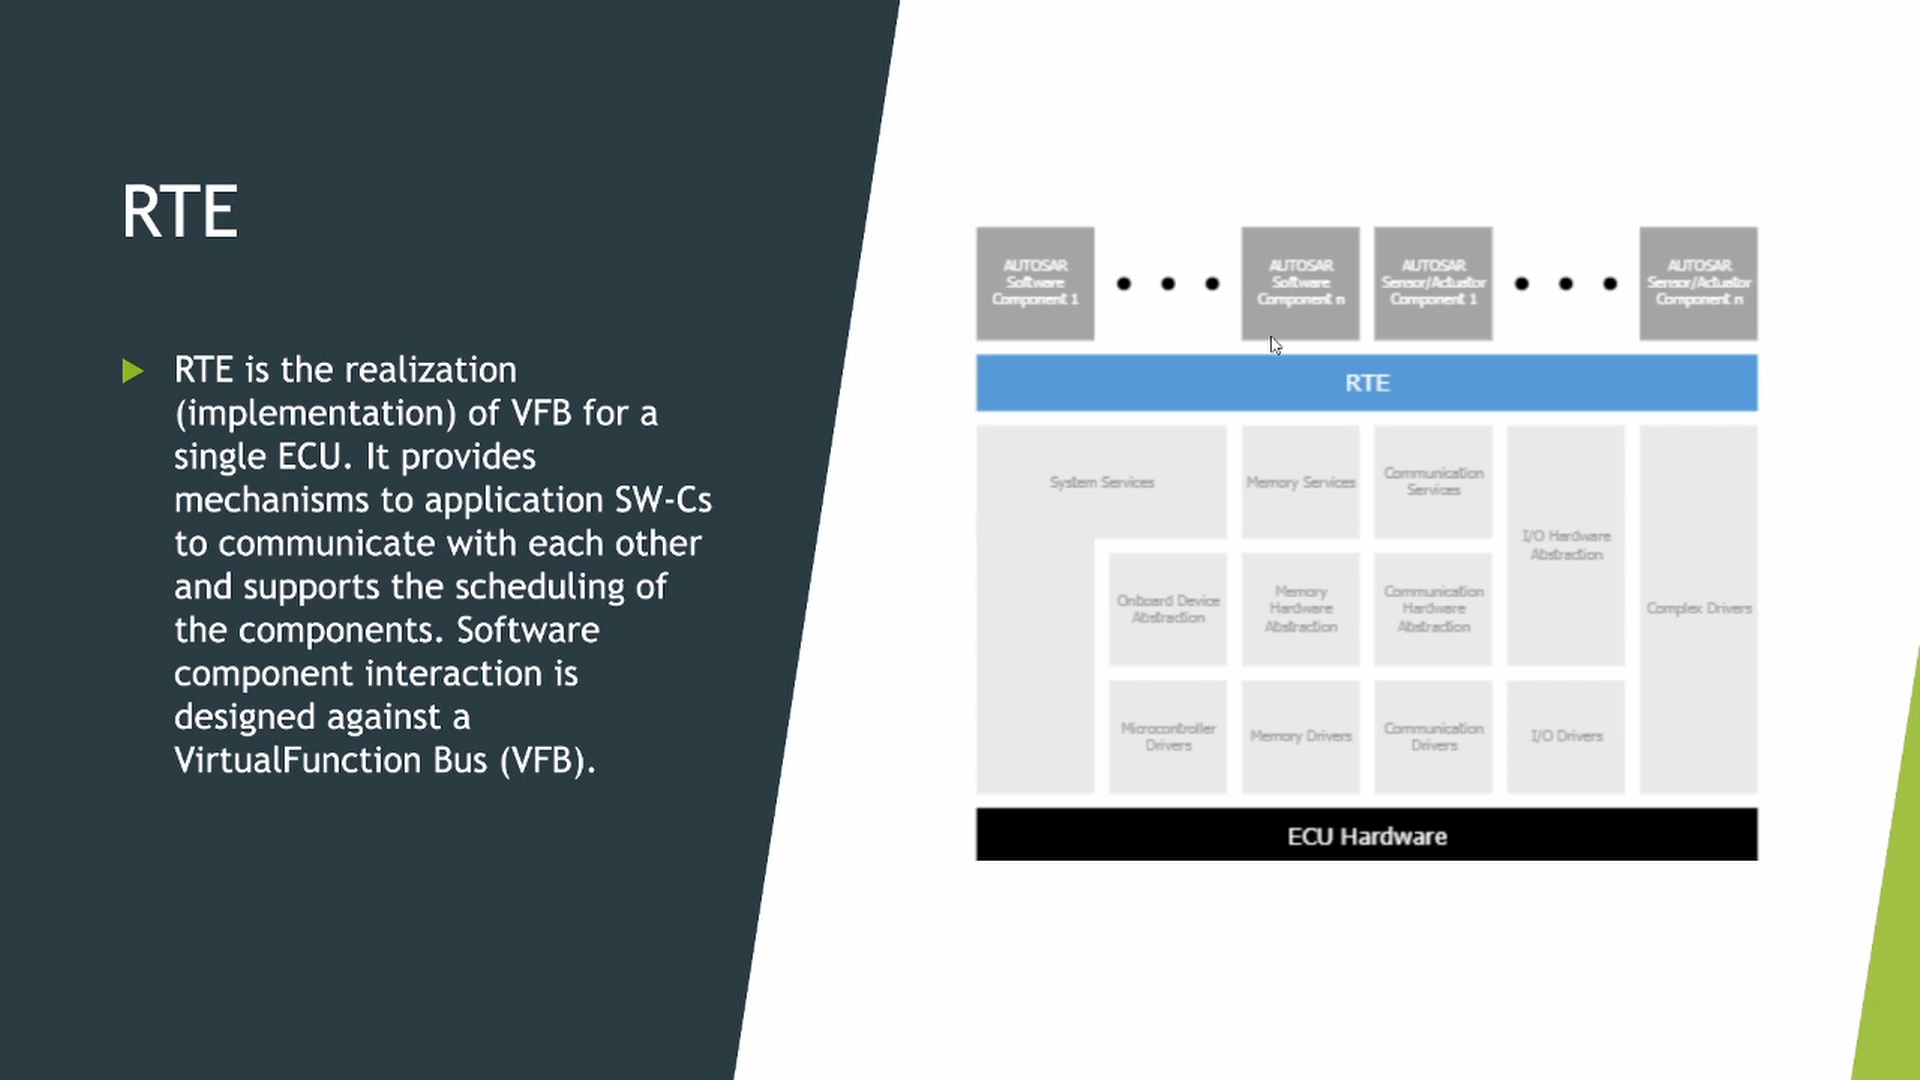 RTE
RTE is the realization
(implementation) of VFB for a
single ECU. It provides
mechanisms to application SW-Cs
to communicate with each other
and supports the scheduling of
the components. Software
component interaction is
designed against a
VirtualFunction Bus (VFB).
AUTOSAR
Software
Component 1
AUTOSAR
Software
Component n
AUTOSAR
Sensor/Actuator
Component 1
AUTOSAR
Sensor/Actuator
Component n
RTE
System Services
Memory Services
Communication
Services
I/O Hardware
Abstraction
Complex Drivers
Onboard Device
Abstraction
Memory
Hardware
Abstraction
Communication
Hardware
Abstraction
Microcontroller
Drivers
Memory Drivers
Communication
Drivers
I/O Drivers
ECU Hardware